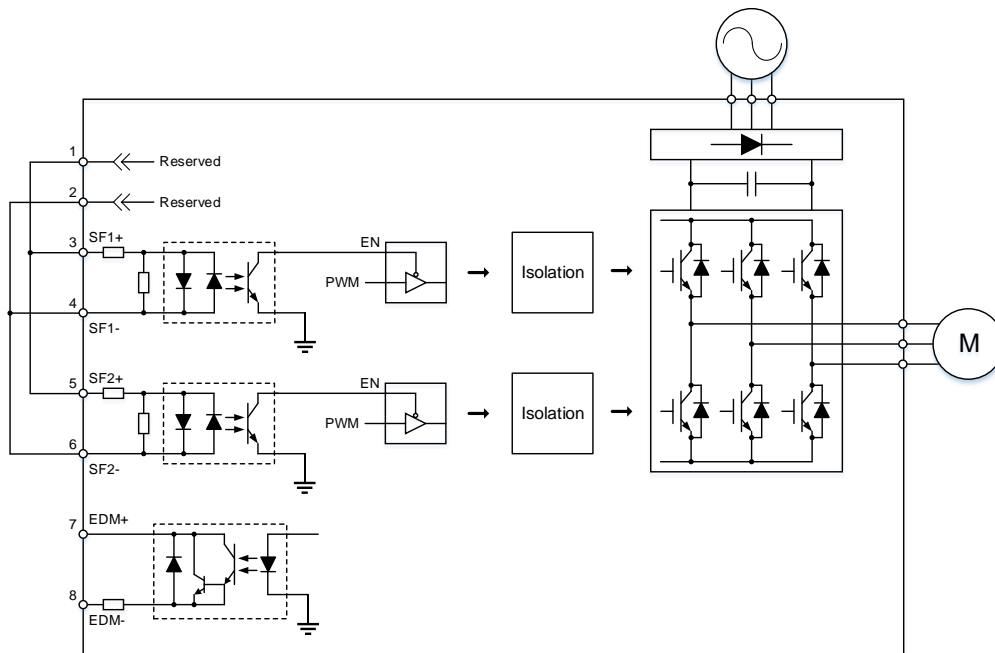 1
Reserved
2
Reserved
3
SF1+
EN
PWM
Isolation
4
SF1-
M
5
SF2+
EN
PWM
Isolation
6
SF2-
7
EDM+
8
EDM-